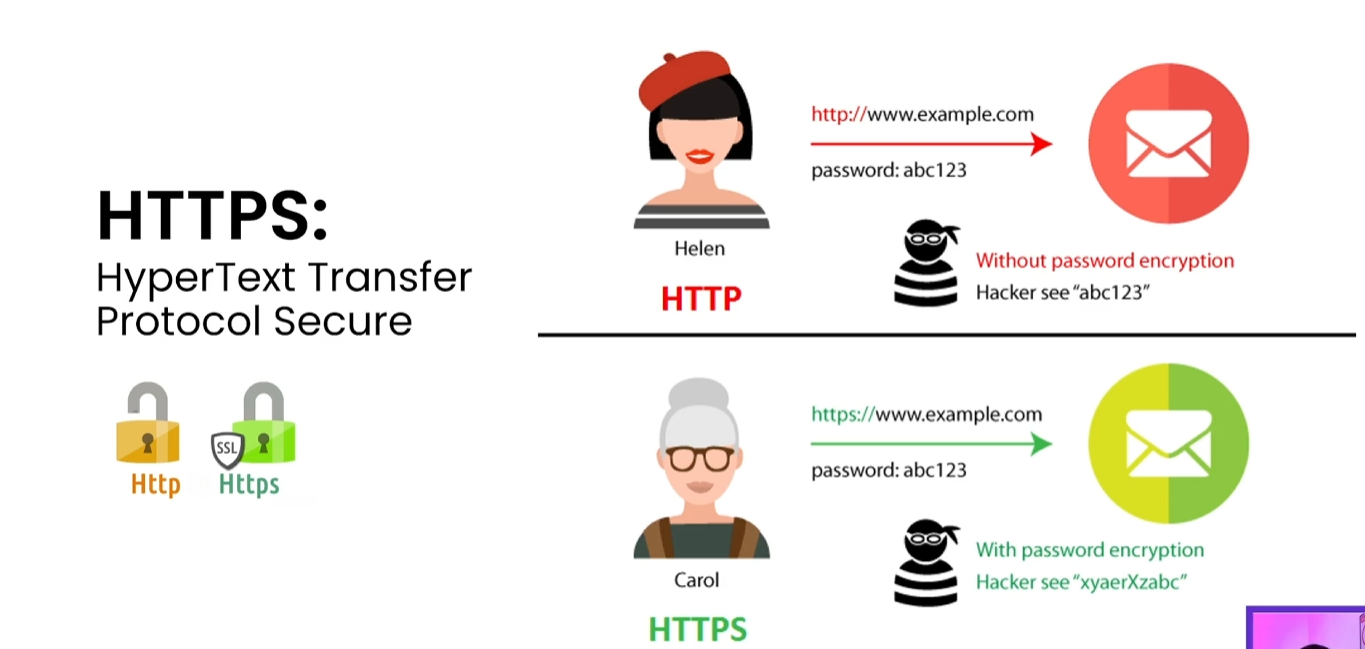 HTTPS:
HyperText Transfer
Protocol Secure
SSL
Http
Https
http://www.example.com
password: abc123
Helen
HTTP
Without password encryption
Hacker see “abc123”
https://www.example.com
password: abc123
Carol
HTTPS
With password encryption
Hacker see “xyaerXzabc”